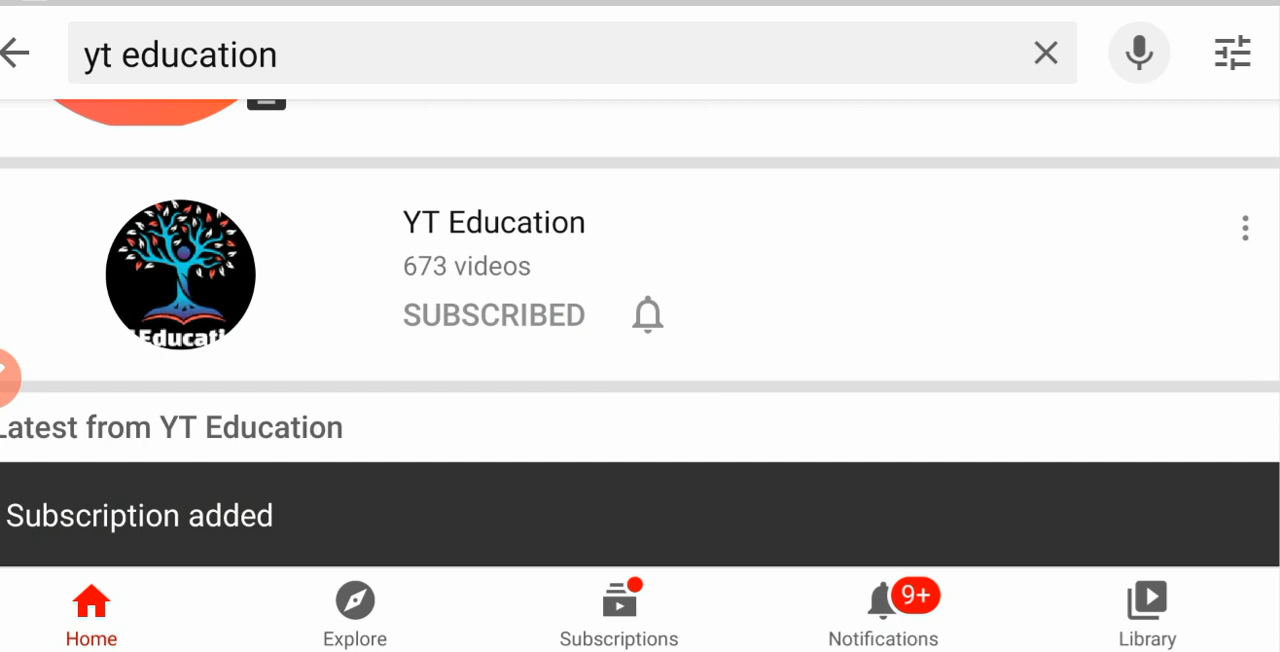 yt education
YT Education
673 videos
SUBSCRIBED
Latest from YT Education
Subscription added
9+
Home
Explore
Subscriptions
Notifications
Library